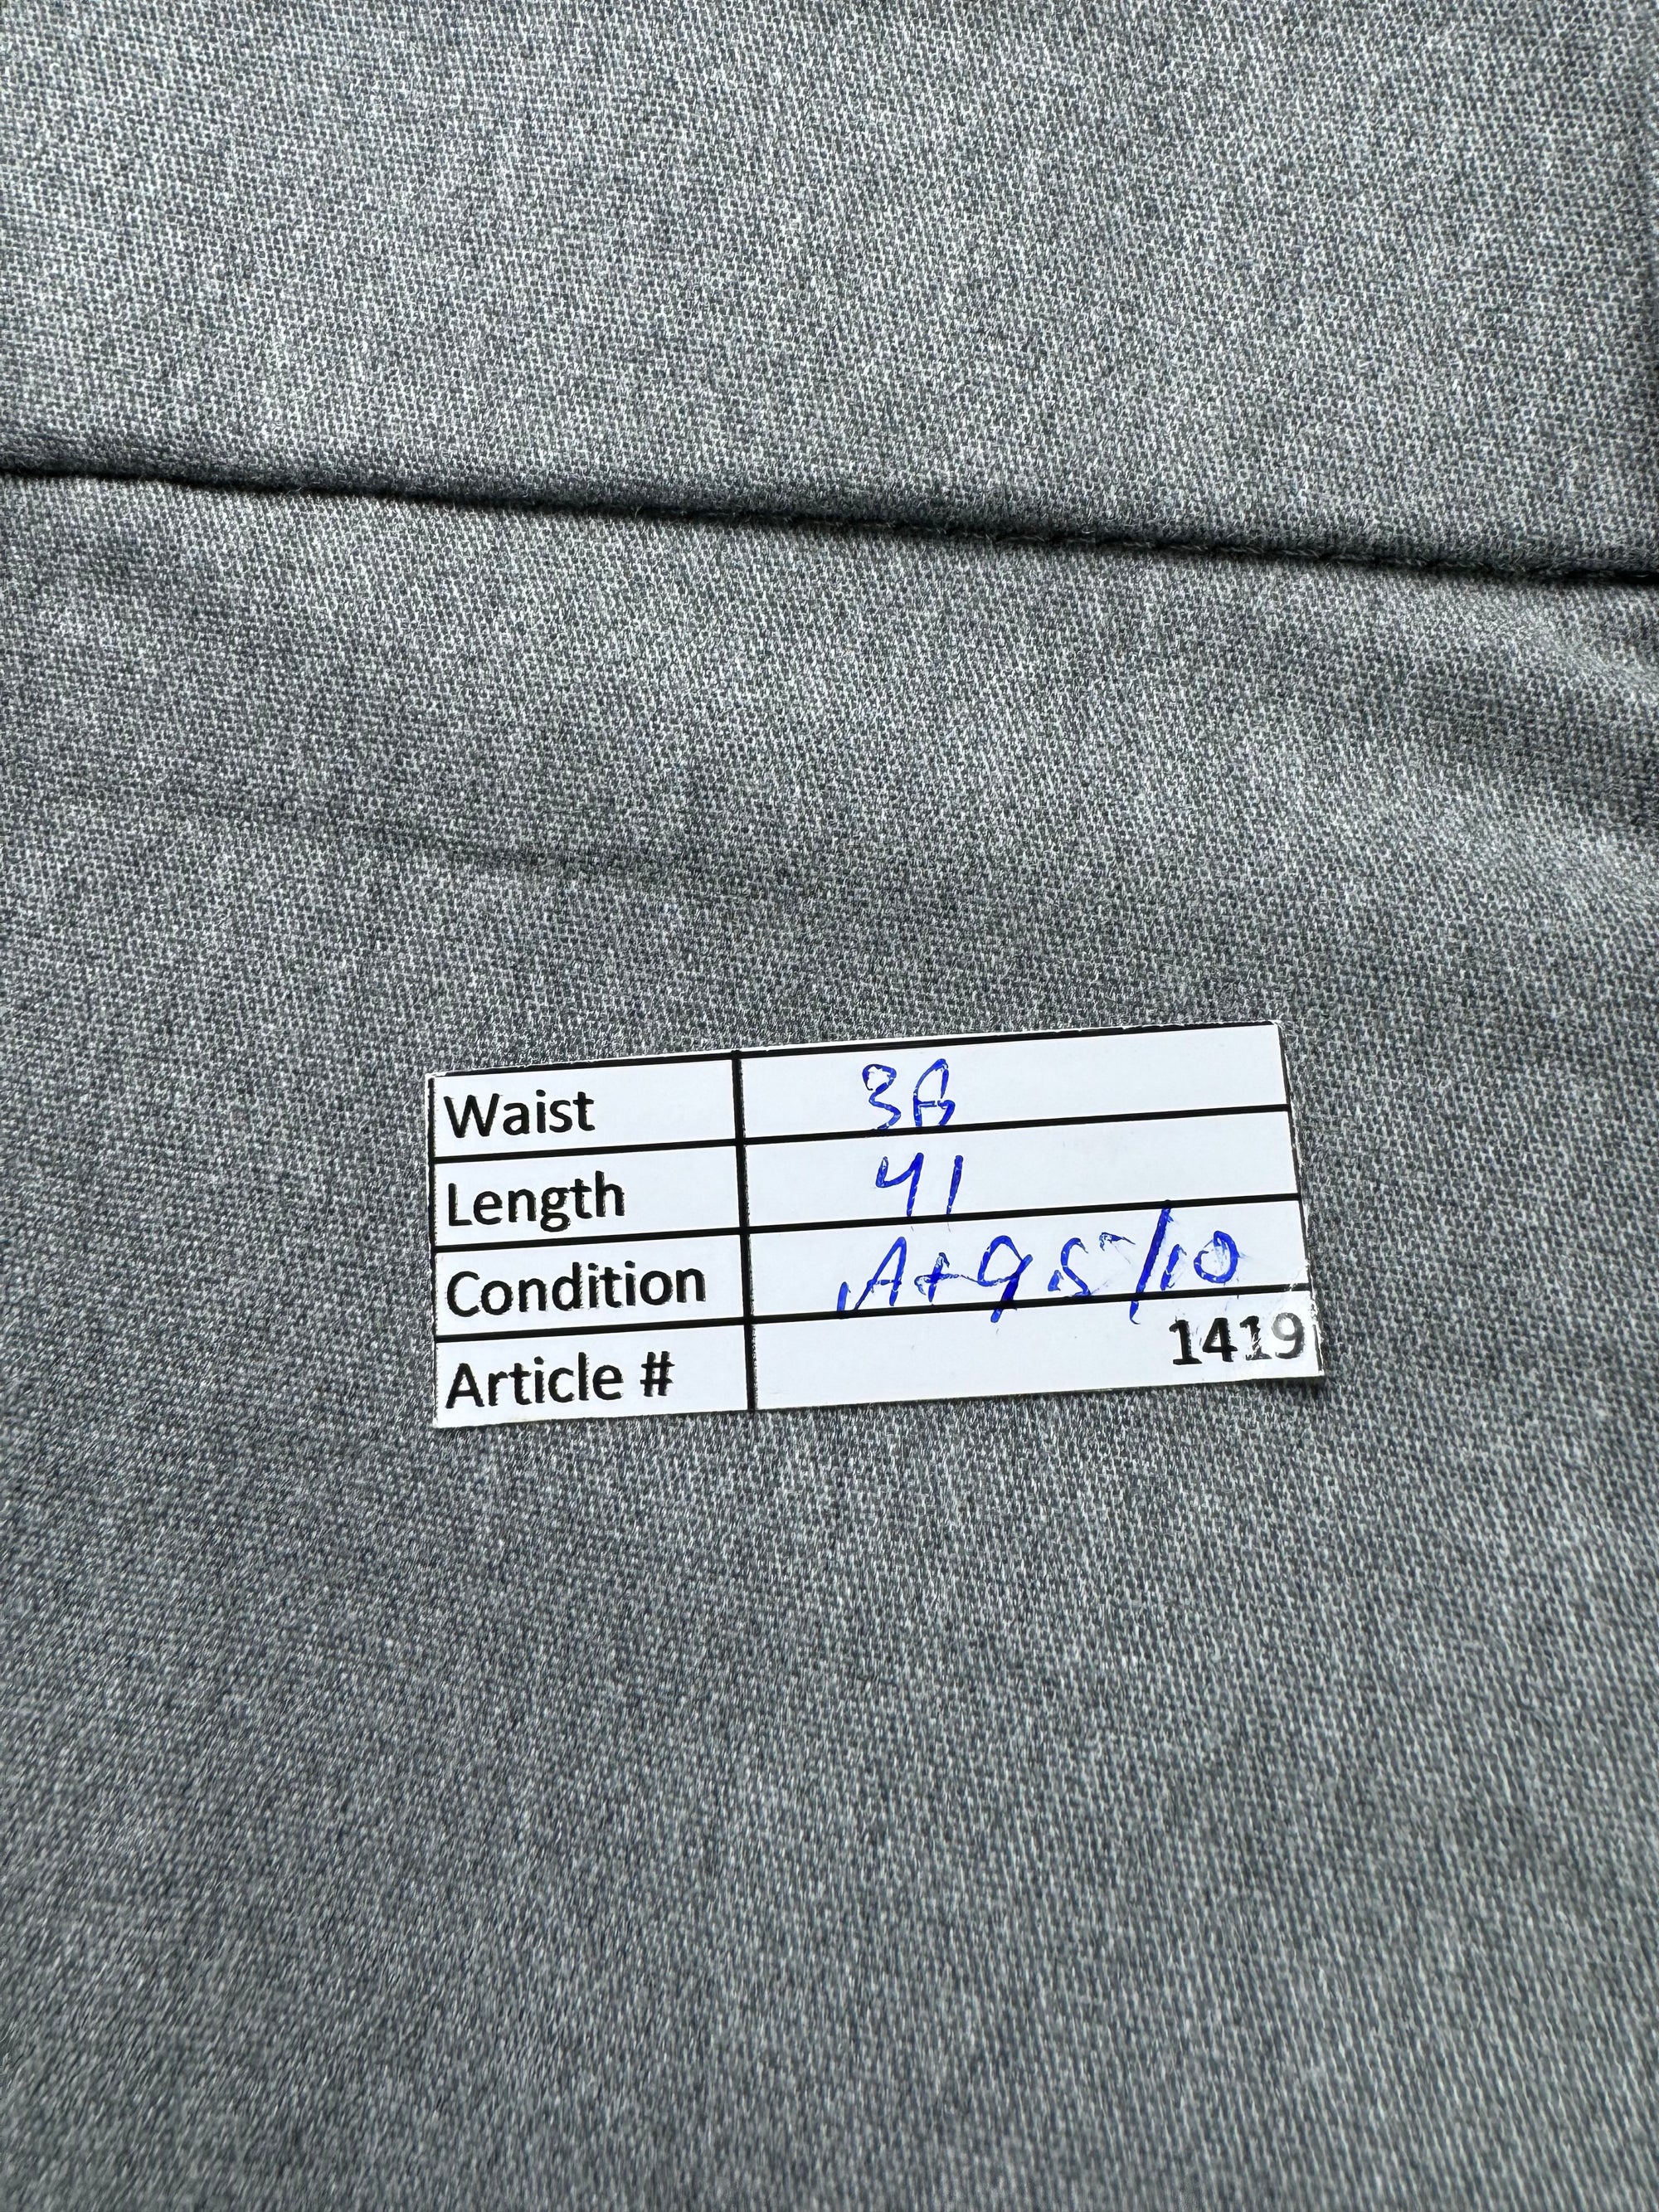 Waist 38
Length 41
Condition A+ 9.5/10
Article # 1419